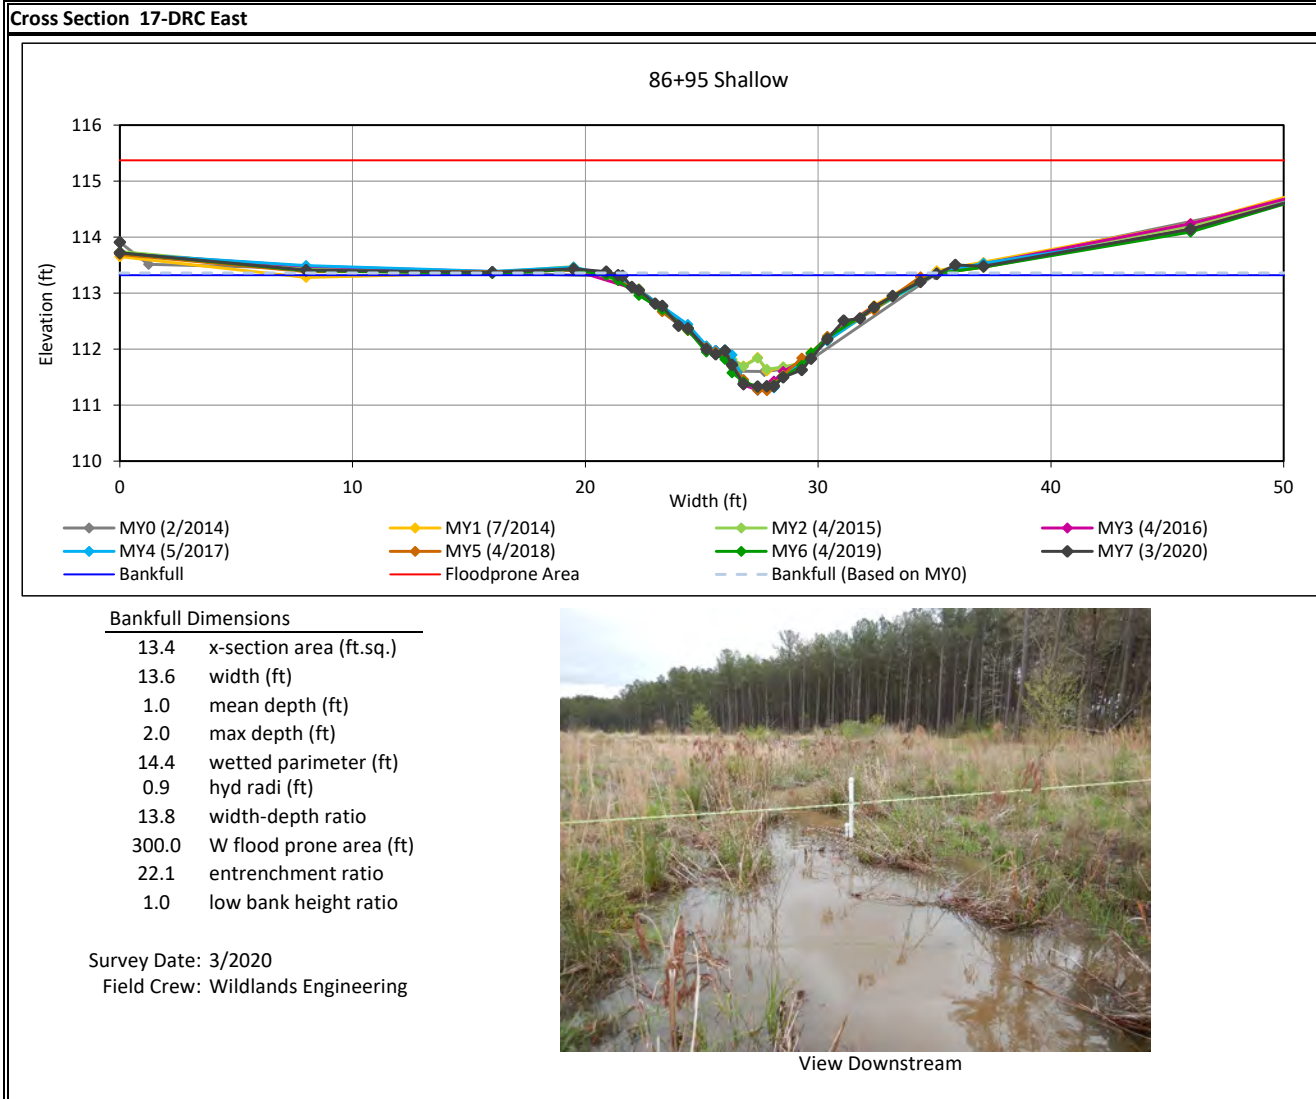 Cross Section 17-DRC East
86+95 Shallow
116
115
114
113
112
111
110
Elevation (ft)
0 10 20 30 40 50
Width (ft)
MY0 (2/2014) MY1 (7/2014) MY2 (4/2015) MY3 (4/2016)
MY4 (5/2017) MY5 (4/2018) MY6 (4/2019) MY7 (3/2020)
Bankfull Floodprone Area Bankfull (Based on MY0)
Bankfull Dimensions
13.4 x-section area (ft.sq.)
13.6 width (ft)
1.0 mean depth (ft)
2.0 max depth (ft)
14.4 wetted parimeter (ft)
0.9 hyd radi (ft)
13.8 width-depth ratio
300.0 W flood prone area (ft)
22.1 entrenchment ratio
1.0 low bank height ratio
Survey Date: 3/2020
Field Crew: Wildlands Engineering
View Downstream